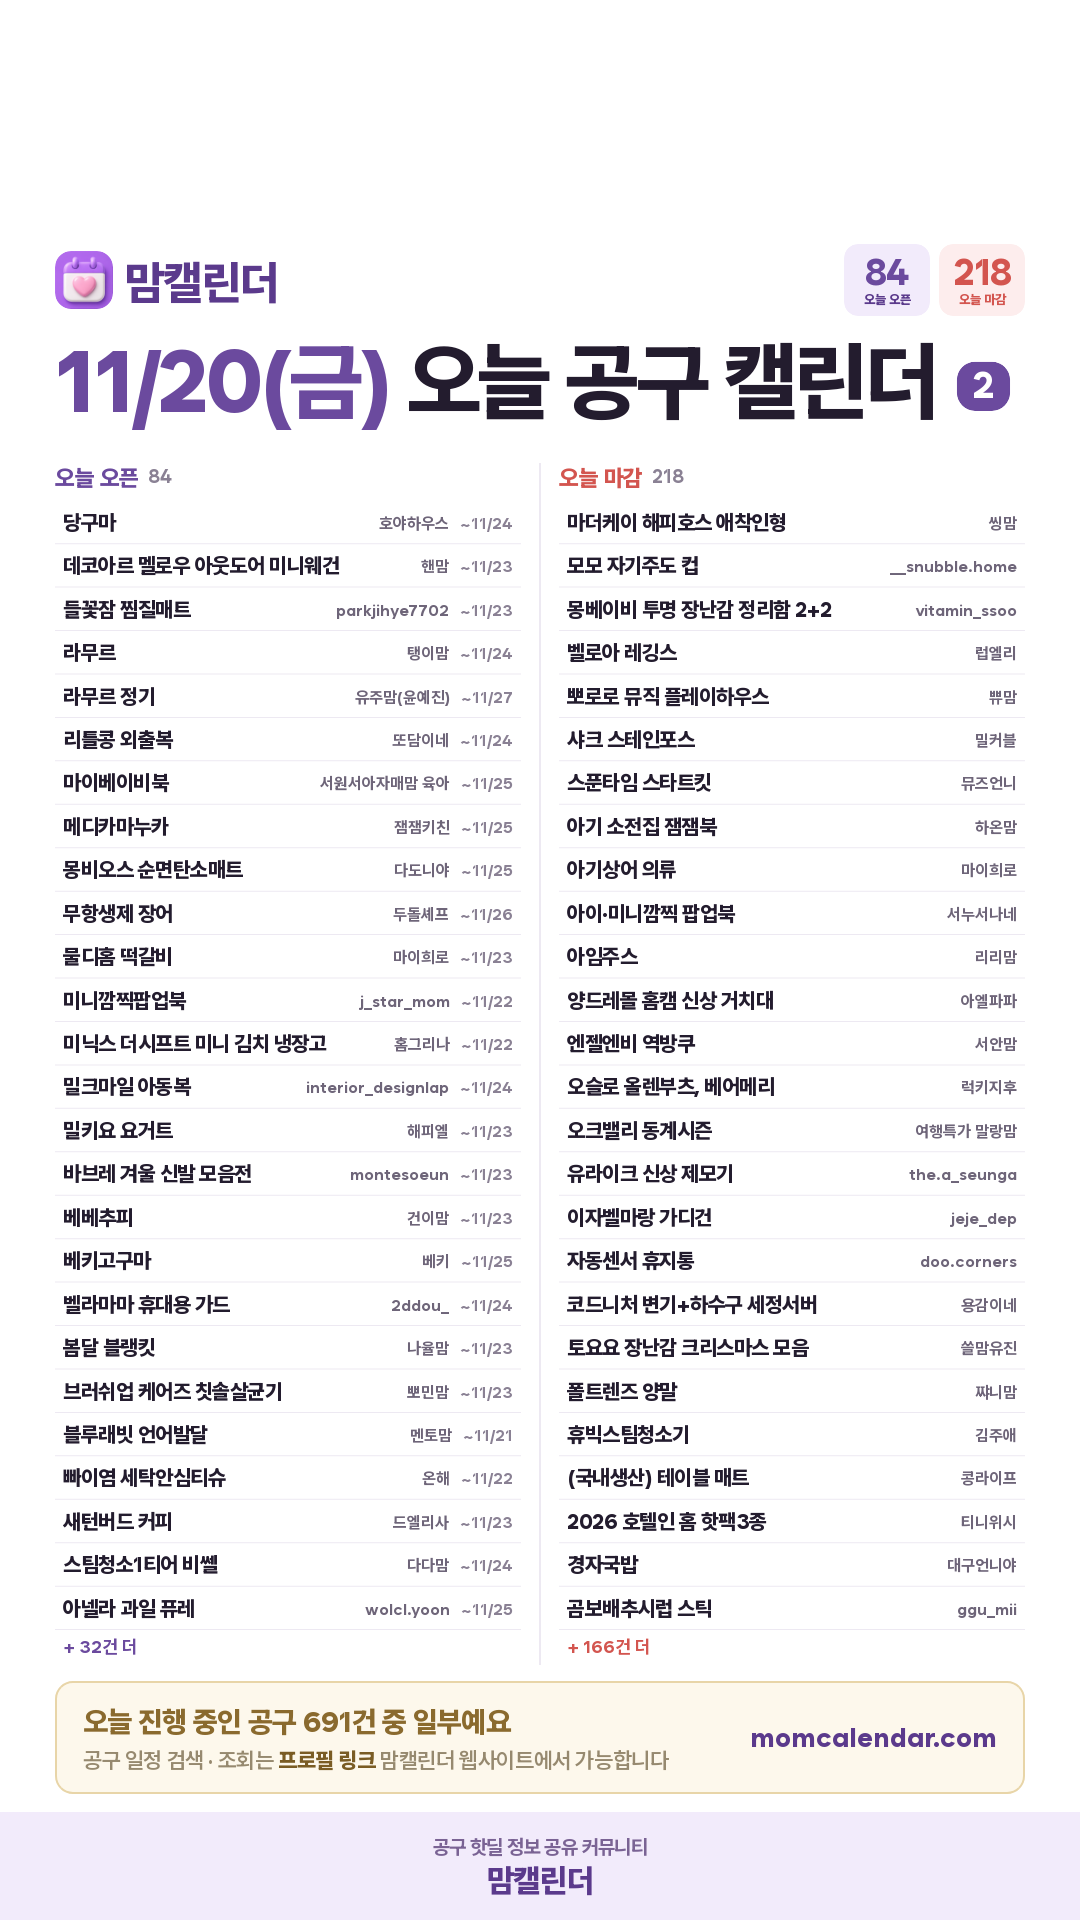 맘캘린더
84
오늘 오픈
218
오늘 마감
11/20(금) 오늘 공구 캘린더 2
오늘 오픈 84
당구마 호야하우스 ~11/24
데코아르 멜로우 아웃도어 미니웨건 핸맘 ~11/23
들꽃잠 찜질매트 parkjihye7702 ~11/23
라무르 탱이맘 ~11/24
라무르 정기 유주맘(윤예진) ~11/27
리틀콩 외출복 또담이네 ~11/24
마이베이비북 서원서아자매맘 육아 ~11/25
메디카마누카 잼잼키친 ~11/25
몽비오스 순면탄소매트 다도니야 ~11/25
무항생제 장어 두돌셰프 ~11/26
물디홈 떡갈비 마이희로 ~11/23
미니깜찍팝업북 j_star_mom ~11/22
미닉스 더시프트 미니 김치 냉장고 홈그리나 ~11/22
밀크마일 아동복 interior_designlap ~11/24
밀키요 요거트 해피엘 ~11/23
바브레 겨울 신발 모음전 montesoeun ~11/23
베베추피 건이맘 ~11/23
베키고구마 베키 ~11/25
벨라마마 휴대용 가드 2ddou_ ~11/24
봄달 블랭킷 나율맘 ~11/23
브러쉬업 케어즈 칫솔살균기 뽀민맘 ~11/23
블루래빗 언어발달 멘토맘 ~11/21
빠이염 세탁안심티슈 온해 ~11/22
새턴버드 커피 드엘리사 ~11/23
스팀청소1티어 비쎌 다다맘 ~11/24
아넬라 과일 퓨레 wolcl.yoon ~11/25
+ 32건 더
오늘 마감 218
마더케이 해피호스 애착인형 씽맘
모모 자기주도 컵 __snubble.home
몽베이비 투명 장난감 정리함 2+2 vitamin_ssoo
벨로아 레깅스 럽엘리
뽀로로 뮤직 플레이하우스 쀼맘
샤크 스테인포스 밀커블
스푼타임 스타트킷 뮤즈언니
아기 소전집 잼잼북 하온맘
아기상어 의류 마이희로
아이·미니깜찍 팝업북 서누서나네
아임주스 리리맘
양드레몰 홈캠 신상 거치대 아엘파파
엔젤엔비 역방쿠 서안맘
오슬로 올렌부츠, 베어메리 럭키지후
오크밸리 동계시즌 여행특가 말랑맘
유라이크 신상 제모기 the.a_seunga
이자벨마랑 가디건 jeje_dep
자동센서 휴지통 doo.corners
코드니처 변기+하수구 세정서버 용감이네
토요요 장난감 크리스마스 모음 쓸맘유진
폴트렌즈 양말 쨔니맘
휴빅스팀청소기 김주애
(국내생산) 테이블 매트 콩라이프
2026 호텔인 홈 핫팩3종 티니위시
경자국밥 대구언니야
곰보배추시럽 스틱 ggu_mii
+ 166건 더
오늘 진행 중인 공구 691건 중 일부예요
공구 일정 검색 · 조회는 프로필 링크 맘캘린더 웹사이트에서 가능합니다
momcalendar.com
공구 핫딜 정보 공유 커뮤니티
맘캘린더